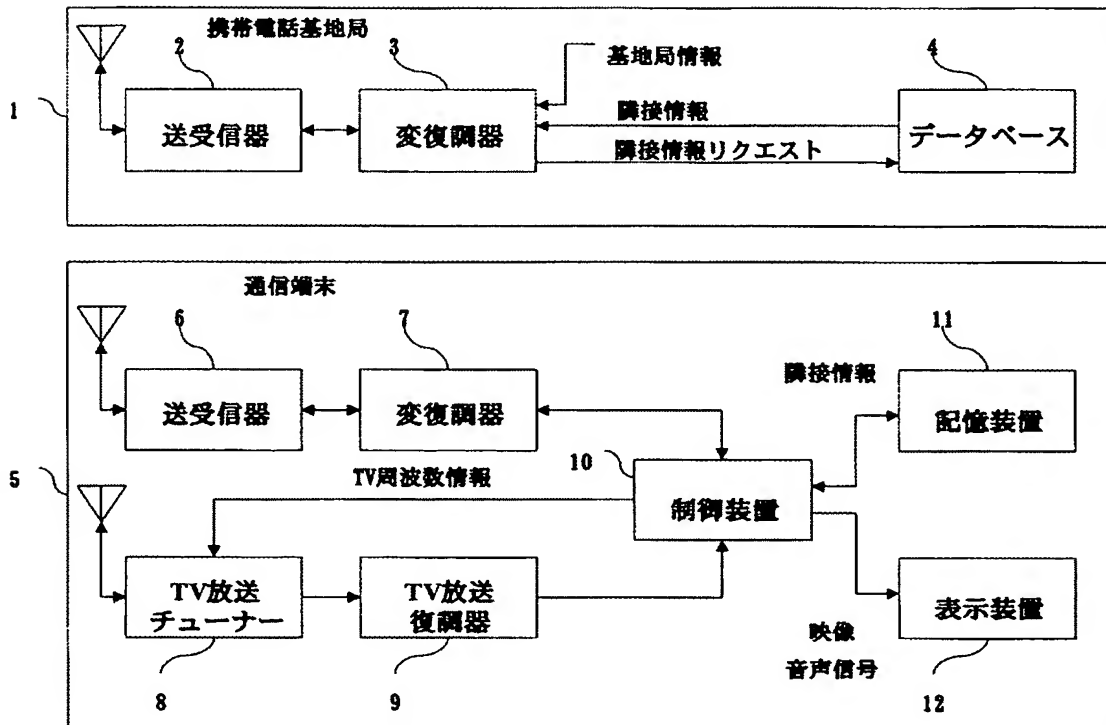 携帯電話基地局
2
3
4
基地局情報
1
送受信器
変復調器
隣接情報
データベース
隣接情報リクエスト
通信端末
6
7
11
隣接情報
送受信器
変復調器
記憶装置
5
TV周波数情報
10
制御装置
TV放送
チューナー
TV放送
復調器
表示装置
映像
音声信号
8
9
12